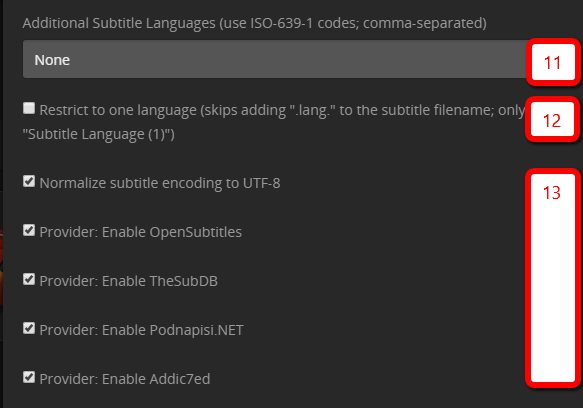 Additional Subtitle Languages (use ISO-639-1 codes; comma-separated)
None
11
Restrict to one language (skips adding ".lang." to the subtitle filename; only
12
"Subtitle Language (1)")
Normalize subtitle encoding to UTF-8
13
Provider: Enable OpenSubtitles
Provider: Enable TheSubDB
Provider: Enable Podnapisi.NET
Provider: Enable Addic7ed